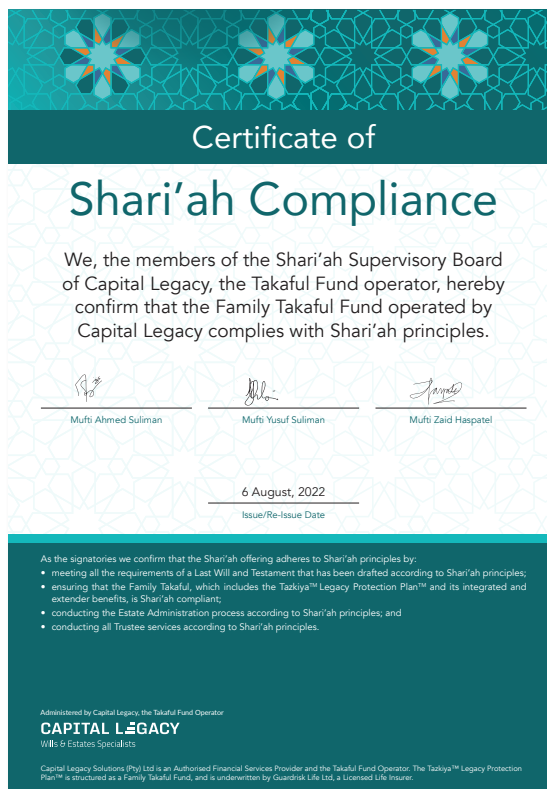 Certificate of
Shari’ah Compliance
We, the members of the Shari’ah Supervisory Board
of Capital Legacy, the Takaful Fund operator, hereby
confirm that the Family Takaful Fund operated by
Capital Legacy complies with Shari’ah principles.
Mufti Ahmed Suliman
Mufti Yusuf Suliman
Mufti Zaid Haspatel
6 August, 2022
Issue/Re-Issue Date
As the signatories we confirm that the Shari’ah offering adheres to Shari’ah principles by:
• meeting all the requirements of a Last Will and Testament that has been drafted according to Shari’ah principles;
• ensuring that the Family Takaful, which includes the Tazkiya™ Legacy Protection Plan™ and its integrated and
extender benefits, is Shari’ah compliant;
• conducting the Estate Administration process according to Shari’ah principles; and
• conducting all Trustee services according to Shari’ah principles.
Administered by Capital Legacy, the Takaful Fund Operator
CAPITAL LEGACY
Wills & Estates Specialists
Capital Legacy Solutions (Pty) Ltd is an Authorised Financial Services Provider and the Takaful Fund Operator. The Tazkiya™ Legacy Protection
Plan™ is structured as a Family Takaful Fund, and is underwritten by Guardrisk Life Ltd, a Licensed Life Insurer.